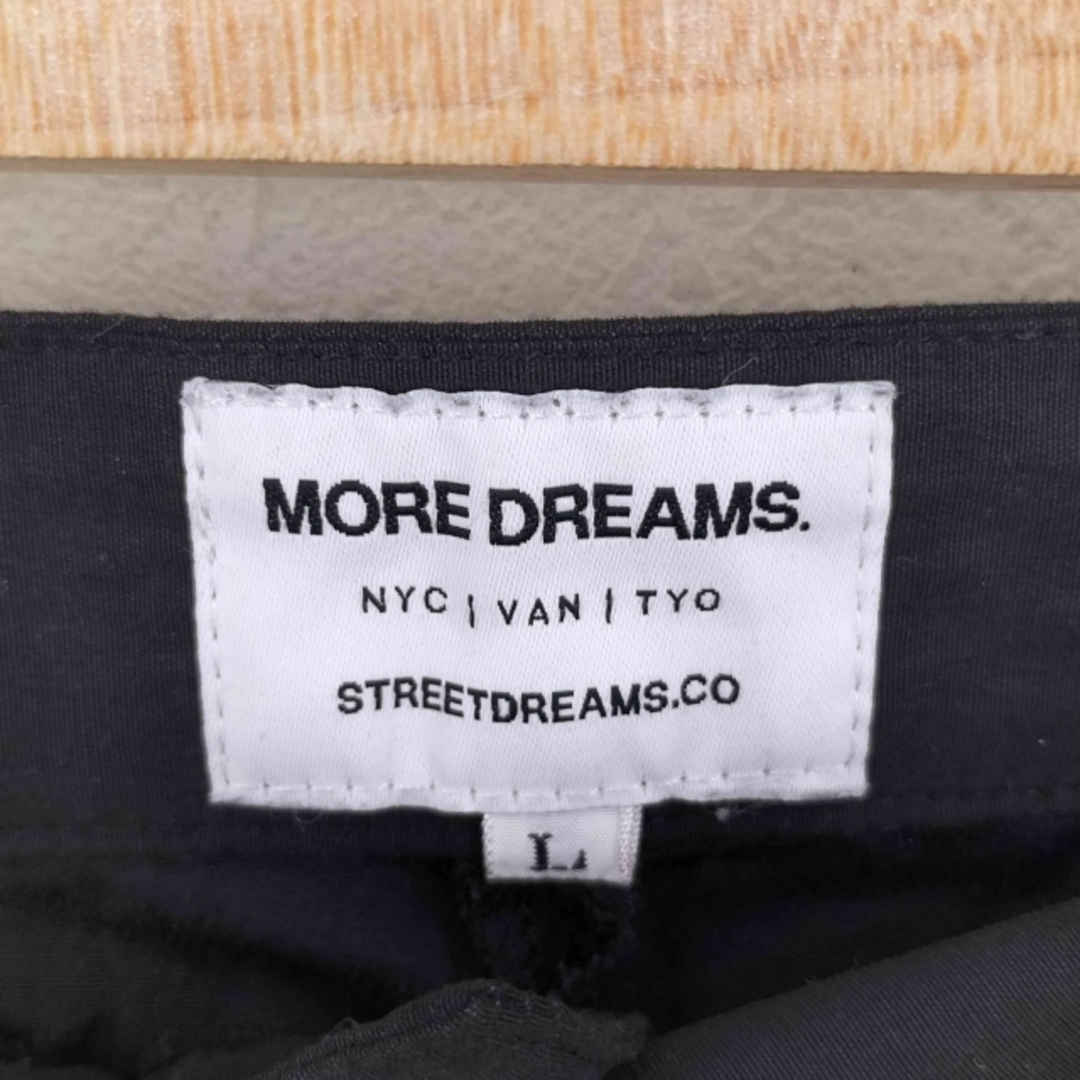 MORE DREAMS.
NYC | VAN | TYO
STREETDREAMS.CO
L